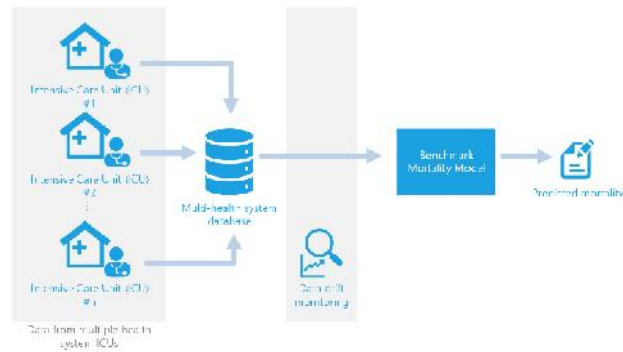 Intensive Care Unit (ICU)
#1
Intensive Care Unit (ICU)
#2
Intensive Care Unit (ICU)
#n
Data from multiple health
system ICUs
Multi-health system
database
Data drift
monitoring
Benchmark
Mortality Model
Predicted mortality